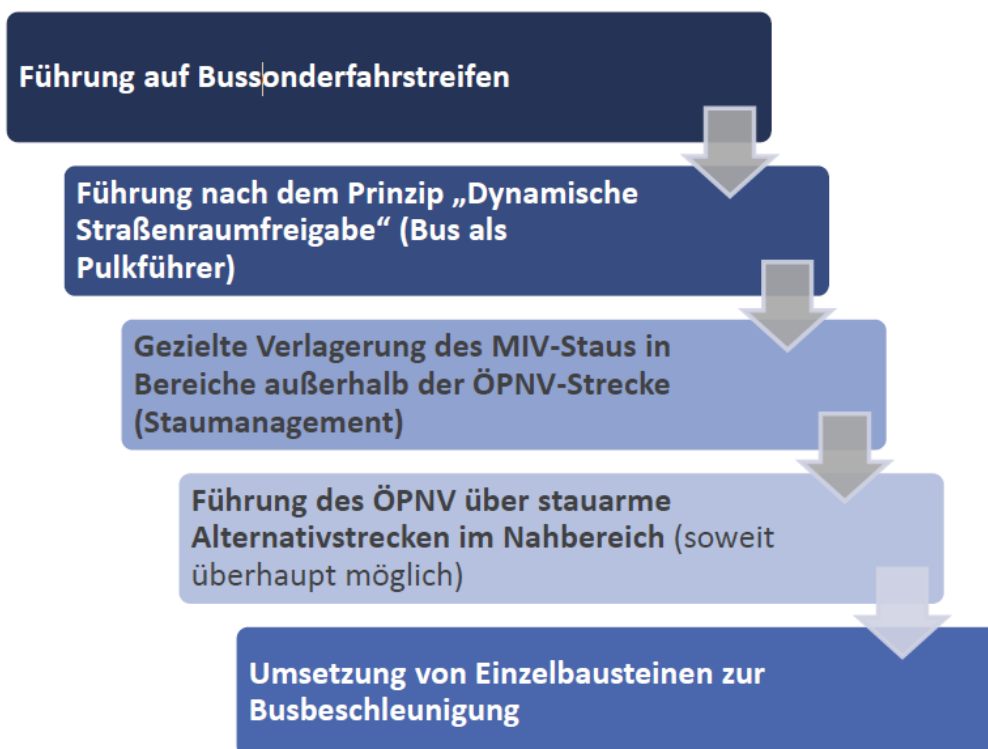 Führung auf Bussonderfahrstreifen
Führung nach dem Prinzip „Dynamische
Straßenraumfreigabe“ (Bus als
Pulkführer)
Gezielte Verlagerung des MIV-Staus in
Bereiche außerhalb der ÖPNV-Strecke
(Staumanagement)
Führung des ÖPNV über stauarme
Alternativstrecken im Nahbereich (soweit
überhaupt möglich)
Umsetzung von Einzelbausteinen zur
Busbeschleunigung